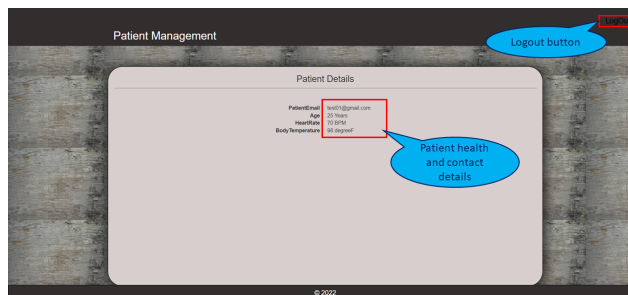 LogOu
Patient Management
Logout button
Patient Details
PatientEmail test01@gmail.com
Age 25 Years
HeartRate 70 BPM
BodyTemperature 98 degreeF
Patient health
and contact
details
© 2022